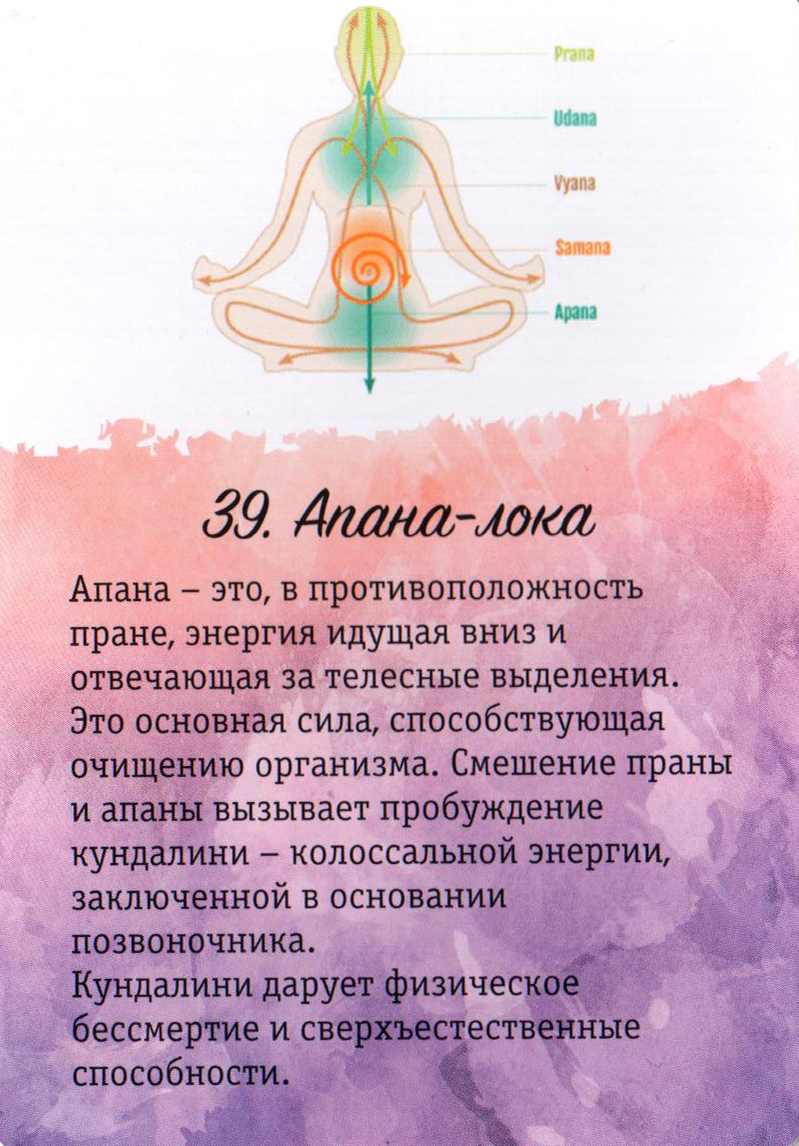 Prana
Udana
Vyana
Samana
Apana
39. Апана-лока
Апана – это, в противоположность
пране, энергия идущая вниз и
отвечающая за телесные выделения.
Это основная сила, способствующая
очищению организма. Смешение праны
и апаны вызывает пробуждение
кундалини – колоссальной энергии,
заключенной в основании
позвоночника.
Кундалини дарует физическое
бессмертие и сверхъестественные
способности.